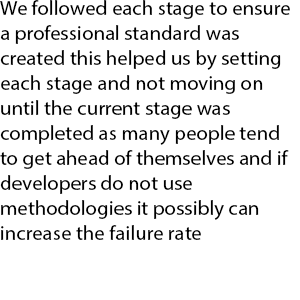 We followed each stage to ensure
a professional standard was
created this helped us by setting
each stage and not moving on
until the current stage was
completed as many people tend
to get ahead of themselves and if
developers do not use
methodologies it possibly can
increase the failure rate